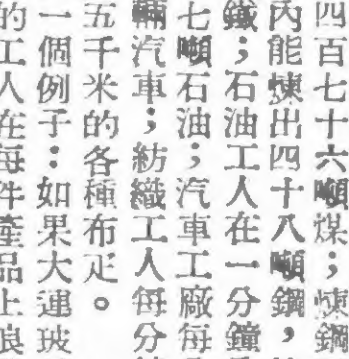 四百七十六噸煤；煉鋼
內能煉出四十八噸鋼，
鐵；石油工人在一分鐘
七噸石油；汽車工廠每
輛汽車；紡織工人每分
五千米的各種布疋。
一個例子：如果大連玻
的工人在每件產品上浪